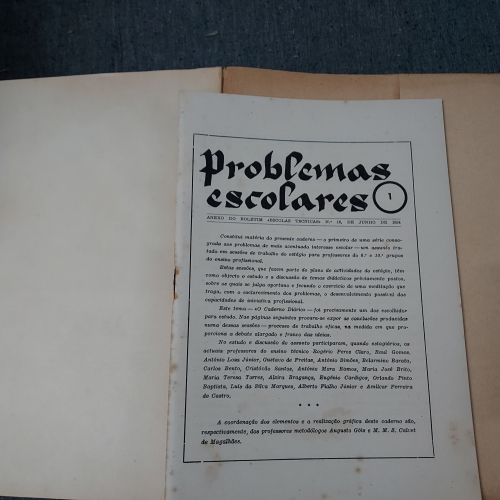 Problemas
escolares
1
ANEXO DO BOLETIM «ESCOLAS TÉCNICAS» N.º 16, DE JUNHO DE 1954
Constitui matéria do presente caderno — o primeiro de uma série consa-
grada aos problemas de mais acentuado interesse escolar — um assunto tra-
tado em sessões de trabalho do estágio para professores do 8.º e 10.º grupos
do ensino profissional.
Estas sessões, que fazem parte do plano de actividades do estágio, têm
como objecto o estudo e a discussão de temas didácticos previamente postos,
sobre os quais se julga oportuno e fecundo o exercício de uma meditação que
traga, com o esclarecimento dos problemas, o desenvolvimento possível das
capacidades de iniciativa profissional.
Este tema — «O Caderno Diário» — foi precisamente um dos escolhidos
para estudo. Nas páginas seguintes procura-se expor as conclusões produzidas
numa dessas sessões — processo de trabalho eficaz, na medida em que pro-
porciona o debate alargado e franco das ideias.
No estudo e discussão do assunto participaram, quando estagiários, os
actuais professores do ensino técnico Rogério Peres Claro, Raul Gomes,
António Lima Júnior, Gustavo de Freitas, António Simões, Belarmino Barata,
Carlos Bento, Cristóvão Santos, António Mora Ramos, Maria José Brito,
Maria Teresa Torres, Alzira Bragança, Eugénia Cardigos, Orlando Pinto
Baptista, Luís da Silva Marques, Alberto Fialho Júnior e Amílcar Ferreira
de Castro.
* * *
A coordenação dos elementos e a realização gráfica deste caderno são,
respectivamente, dos professores metodólogos Augusto Góis e M. M. S. Calvet
de Magalhães.